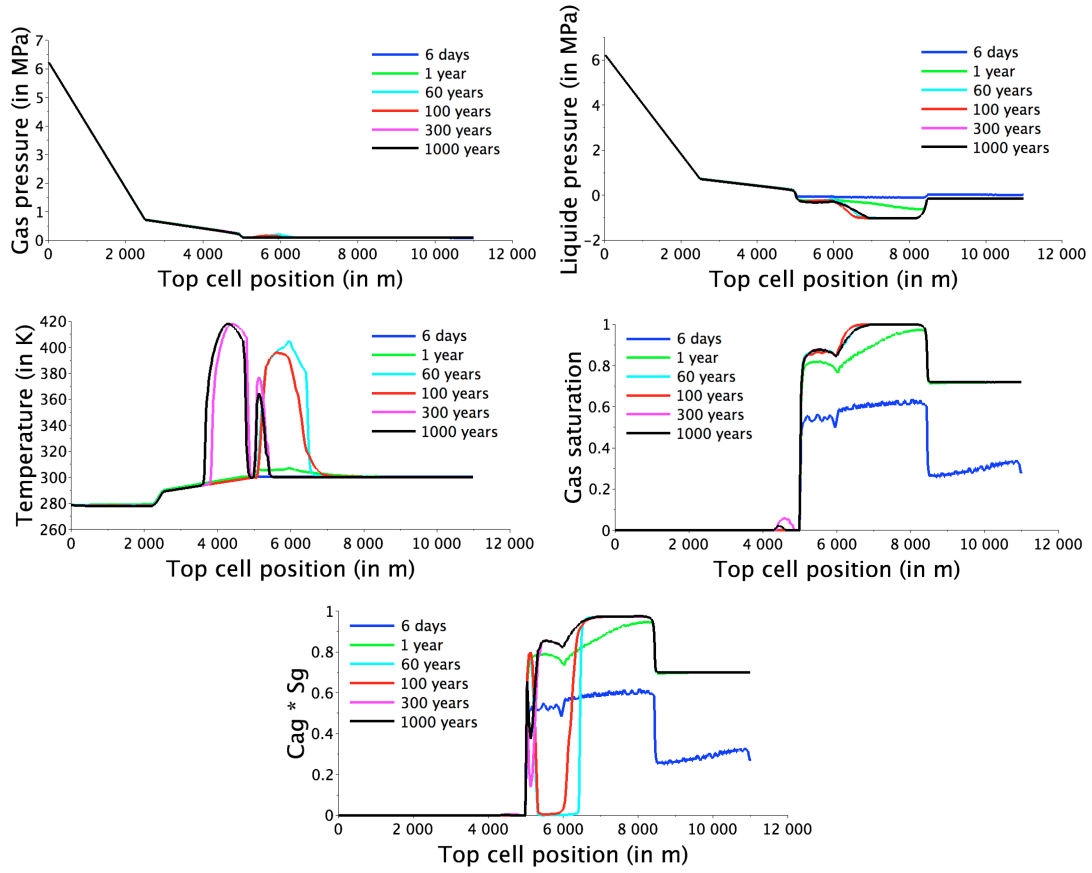 Gas pressure (in MPa)
7
6
5
4
3
2
1
0
0 2 000 4 000 6 000 8 000 10 000 12 000
Top cell position (in m)
6 days
1 year
60 years
100 years
300 years
1000 years
Liquide pressure (in MPa)
6
4
2
0
−2
0 2 000 4 000 6 000 8 000 10 000 12 000
Top cell position (in m)
6 days
1 year
60 years
100 years
300 years
1000 years
Temperature (in K)
420
400
380
360
340
320
300
280
260
0 2 000 4 000 6 000 8 000 10 000 12 000
Top cell position (in m)
6 days
1 year
60 years
100 years
300 years
1000 years
Gas saturation
1
0.8
0.6
0.4
0.2
0
0 2 000 4 000 6 000 8 000 10 000 12 000
Top cell position (in m)
6 days
1 year
60 years
100 years
300 years
1000 years
Cag * Sg
1
0.8
0.6
0.4
0.2
0
0 2 000 4 000 6 000 8 000 10 000 12 000
Top cell position (in m)
6 days
1 year
60 years
100 years
300 years
1000 years